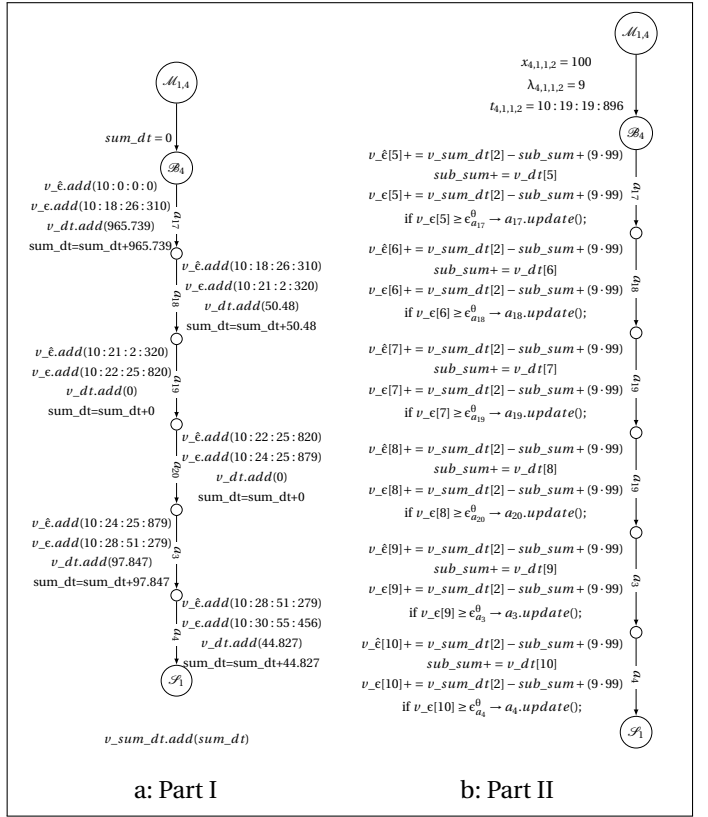 ℳ₁,₄
sum_dt = 0
ℬ₄
v_ê.add(10 : 0 : 0 : 0)
v_ϵ.add(10 : 18 : 26 : 310)
v_dt.add(965.739)
sum_dt=sum_dt+965.739
a₁₇
v_ê.add(10 : 18 : 26 : 310)
v_ϵ.add(10 : 21 : 2 : 320)
v_dt.add(50.48)
sum_dt=sum_dt+50.48
a₁₈
v_ê.add(10 : 21 : 2 : 320)
v_ϵ.add(10 : 22 : 25 : 820)
v_dt.add(0)
sum_dt=sum_dt+0
a₁₉
v_ê.add(10 : 22 : 25 : 820)
v_ϵ.add(10 : 24 : 25 : 879)
v_dt.add(0)
sum_dt=sum_dt+0
a₂₀
v_ê.add(10 : 24 : 25 : 879)
v_ϵ.add(10 : 28 : 51 : 279)
v_dt.add(97.847)
sum_dt=sum_dt+97.847
a₃
v_ê.add(10 : 28 : 51 : 279)
v_ϵ.add(10 : 30 : 55 : 456)
v_dt.add(44.827)
sum_dt=sum_dt+44.827
a₄
𝒮₁
v_sum_dt.add(sum_dt)
a: Part I
ℳ₁,₄
x₄,₁,₁,₂ = 100
λ₄,₁,₁,₂ = 9
t₄,₁,₁,₂ = 10 : 19 : 19 : 896
ℬ₄
v_ê[5]+ = v_sum_dt[2] − sub_sum + (9 · 99)
sub_sum+ = v_dt[5]
v_ϵ[5]+ = v_sum_dt[2] − sub_sum + (9 · 99)
if v_ϵ[5] ≥ ϵ^θ_{a₁₇} → a₁₇.update();
a₁₇
v_ê[6]+ = v_sum_dt[2] − sub_sum + (9 · 99)
sub_sum+ = v_dt[6]
v_ϵ[6]+ = v_sum_dt[2] − sub_sum + (9 · 99)
if v_ϵ[6] ≥ ϵ^θ_{a₁₈} → a₁₈.update();
a₁₈
v_ê[7]+ = v_sum_dt[2] − sub_sum + (9 · 99)
sub_sum+ = v_dt[7]
v_ϵ[7]+ = v_sum_dt[2] − sub_sum + (9 · 99)
if v_ϵ[7] ≥ ϵ^θ_{a₁₉} → a₁₉.update();
a₁₉
v_ê[8]+ = v_sum_dt[2] − sub_sum + (9 · 99)
sub_sum+ = v_dt[8]
v_ϵ[8]+ = v_sum_dt[2] − sub_sum + (9 · 99)
if v_ϵ[8] ≥ ϵ^θ_{a₂₀} → a₂₀.update();
a₁₉
v_ê[9]+ = v_sum_dt[2] − sub_sum + (9 · 99)
sub_sum+ = v_dt[9]
v_ϵ[9]+ = v_sum_dt[2] − sub_sum + (9 · 99)
if v_ϵ[9] ≥ ϵ^θ_{a₃} → a₃.update();
a₃
v_ê[10]+ = v_sum_dt[2] − sub_sum + (9 · 99)
sub_sum+ = v_dt[10]
v_ϵ[10]+ = v_sum_dt[2] − sub_sum + (9 · 99)
if v_ϵ[10] ≥ ϵ^θ_{a₄} → a₄.update();
a₄
𝒮₁
b: Part II